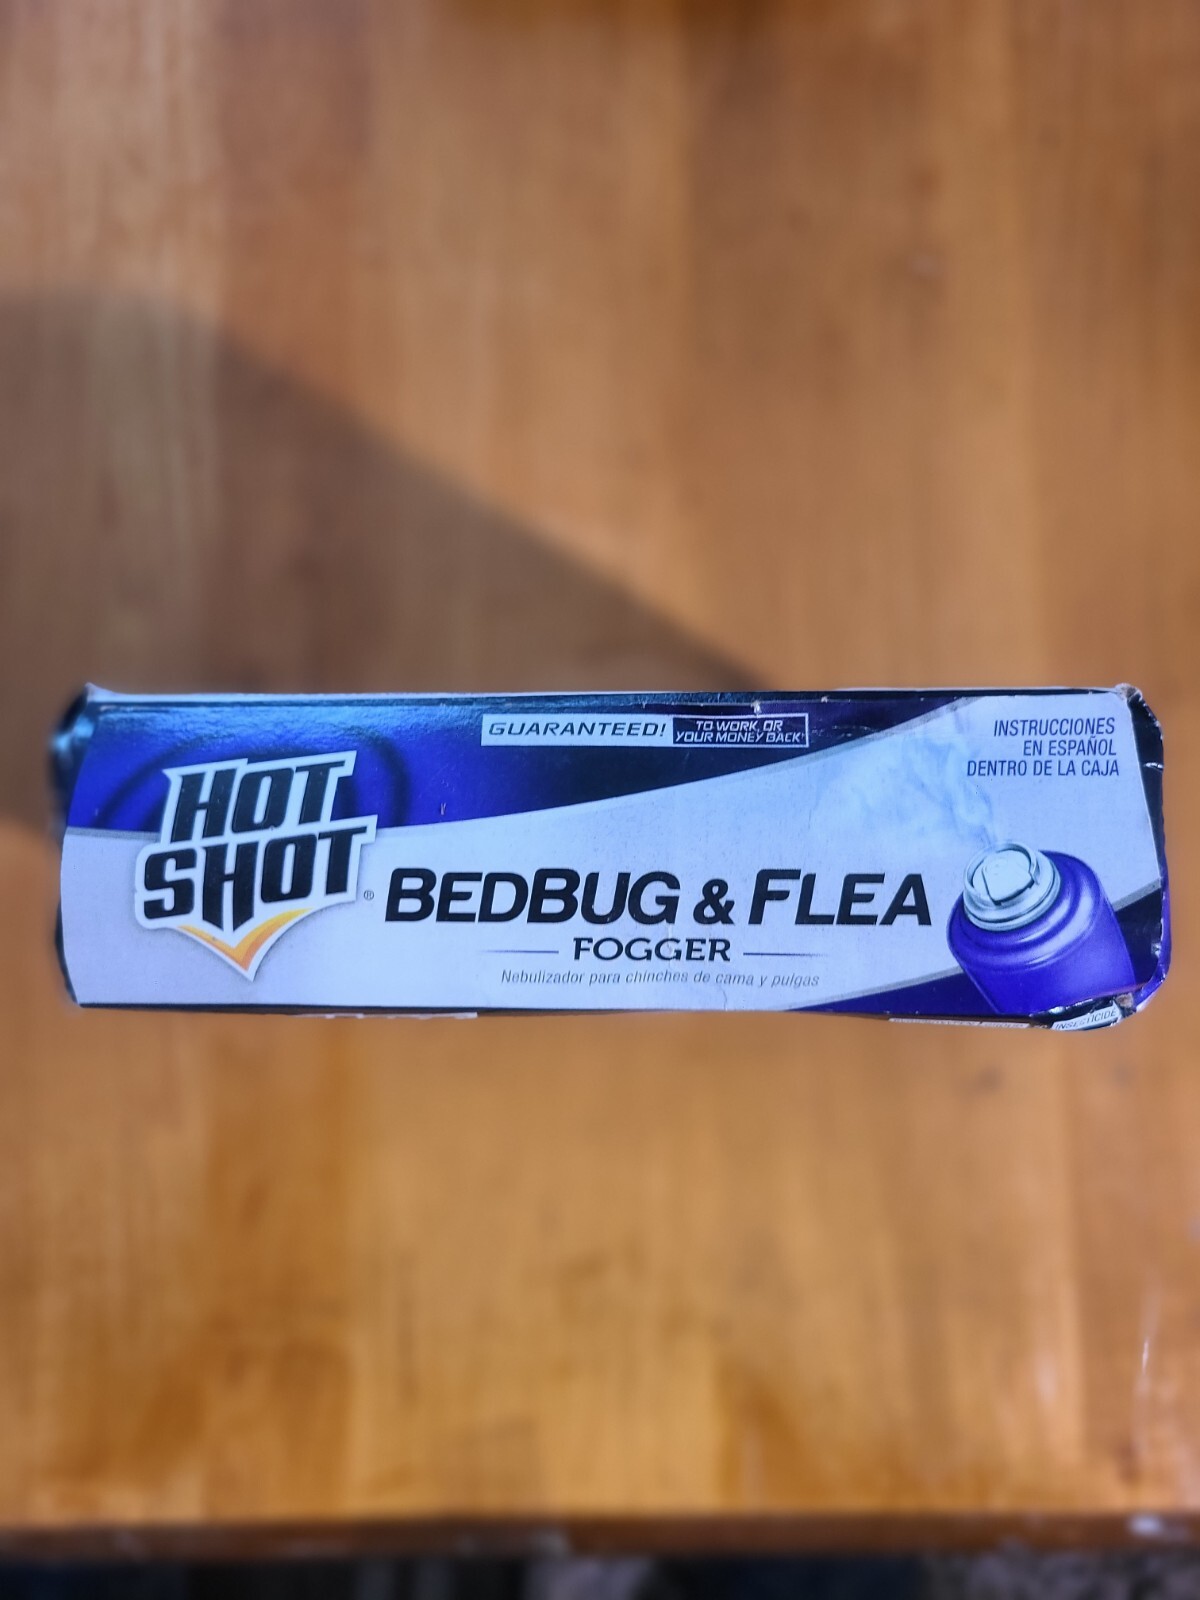 GUARANTEED! TO WORK, OR
YOUR MONEY BACK*
INSTRUCCIONES
EN ESPAÑOL
DENTRO DE LA CAJA
HOT
SHOT®
BEDBUG & FLEA
FOGGER
Nebulizador para chinches de cama y pulgas
INSECTICIDE